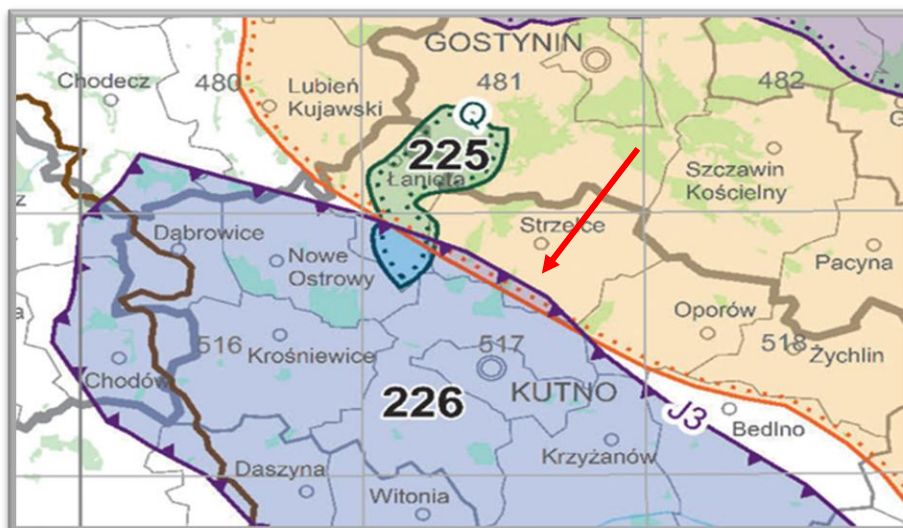 GOSTYNIN
Chodecz
480
481
482
Lubień
Kujawski
Q
225
Łanięta
Szczawin
Kościelny
Strzelce
Dąbrowice
Nowe
Ostrowy
Pacyna
Oporów
516
Krośniewice
517
518
Żychlin
Chodów
226
KUTNO
J3
Bedlno
Krzyżanów
Daszyna
Witonia